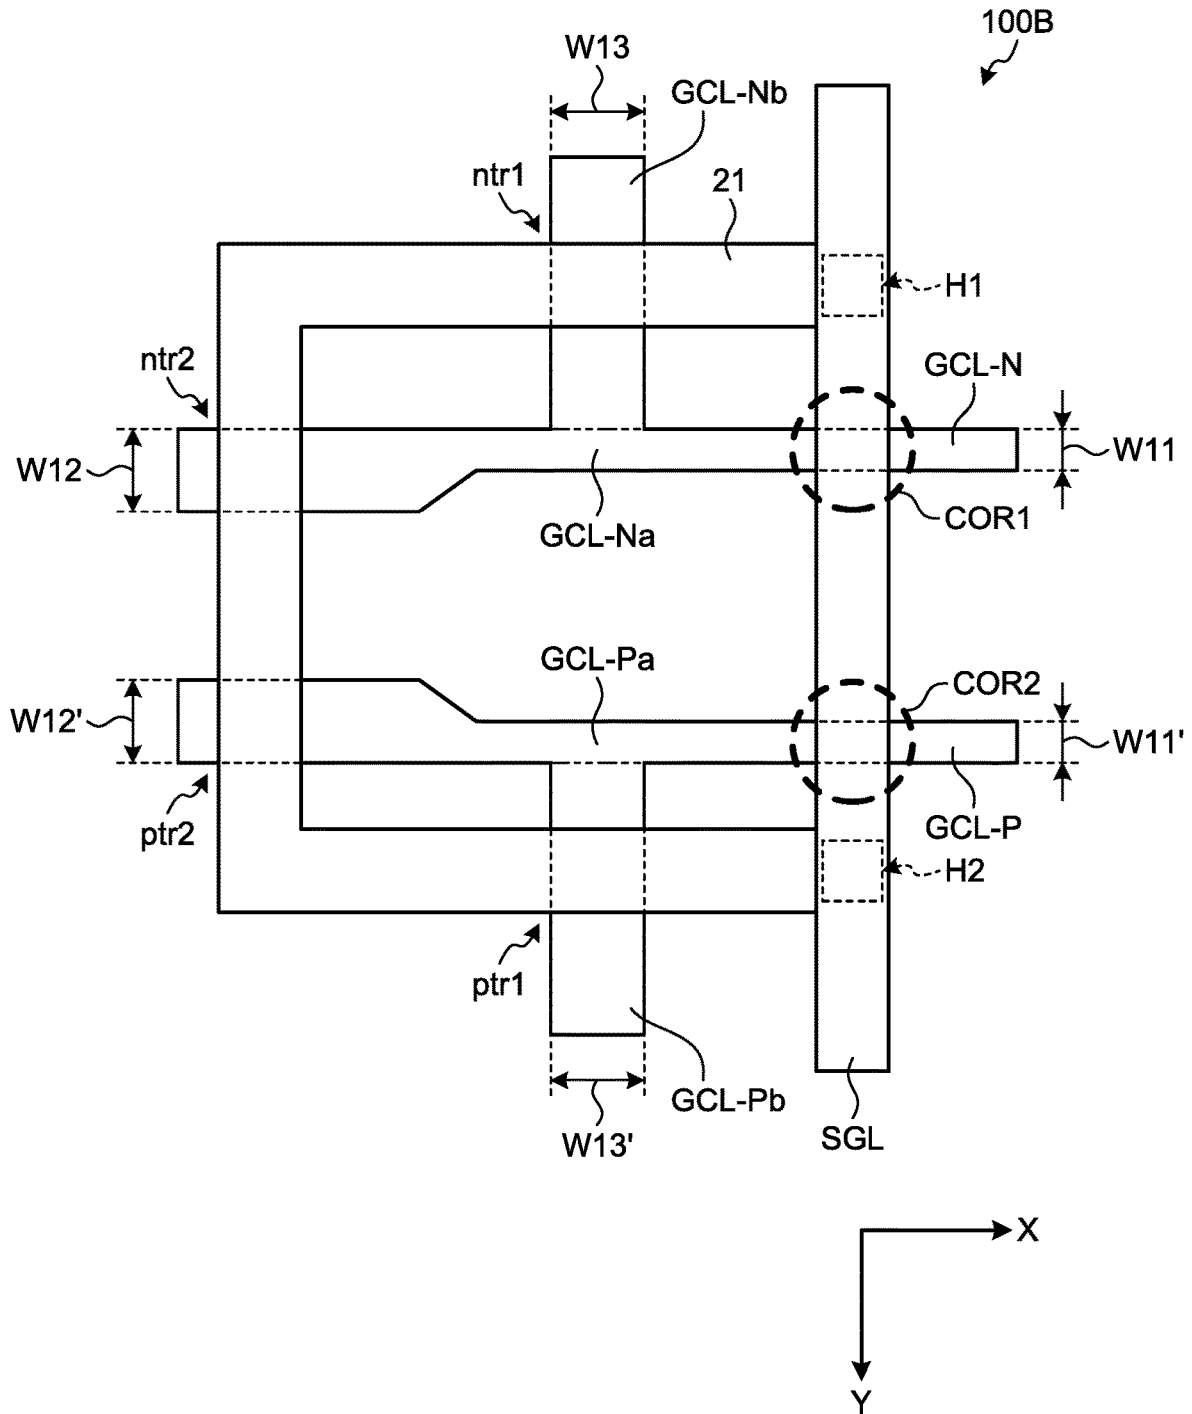 100B
W13
GCL-Nb
ntr1
21
H1
ntr2
GCL-N
W12
W11
COR1
GCL-Na
GCL-Pa
COR2
W12'
W11'
ptr2
GCL-P
H2
ptr1
GCL-Pb
W13'
SGL
X
Y